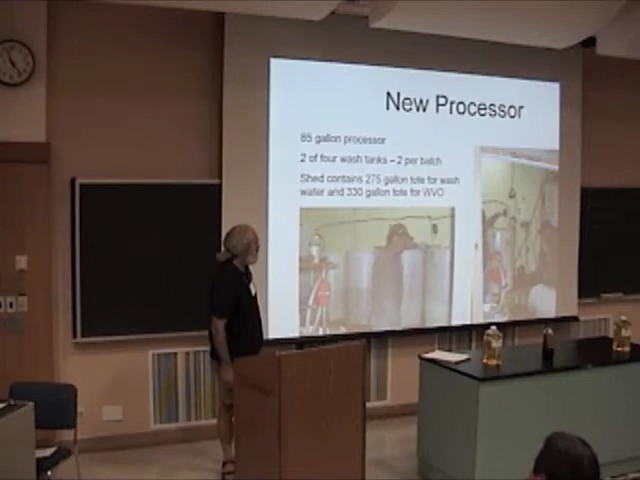 New Processor
85 gallon processor
2 of four wash tanks – 2 per batch
Shed contains 275 gallon tote for wash
water and 330 gallon tote for WVO